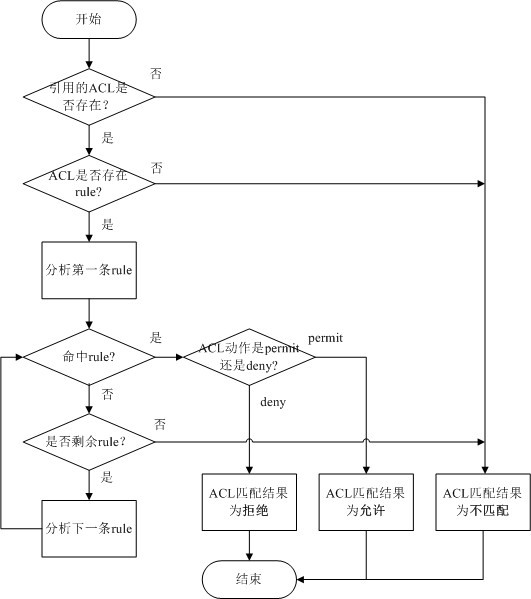 开始
否
引用的ACL是
否存在？
是
否
ACL是否存在
rule?
是
分析第一条rule
是
permit
命中rule?
ACL动作是permit
还是deny?
否
deny
否
是否剩余rule？
是
ACL匹配结果
为拒绝
ACL匹配结果
为允许
ACL匹配结果
为不匹配
分析下一条rule
结束